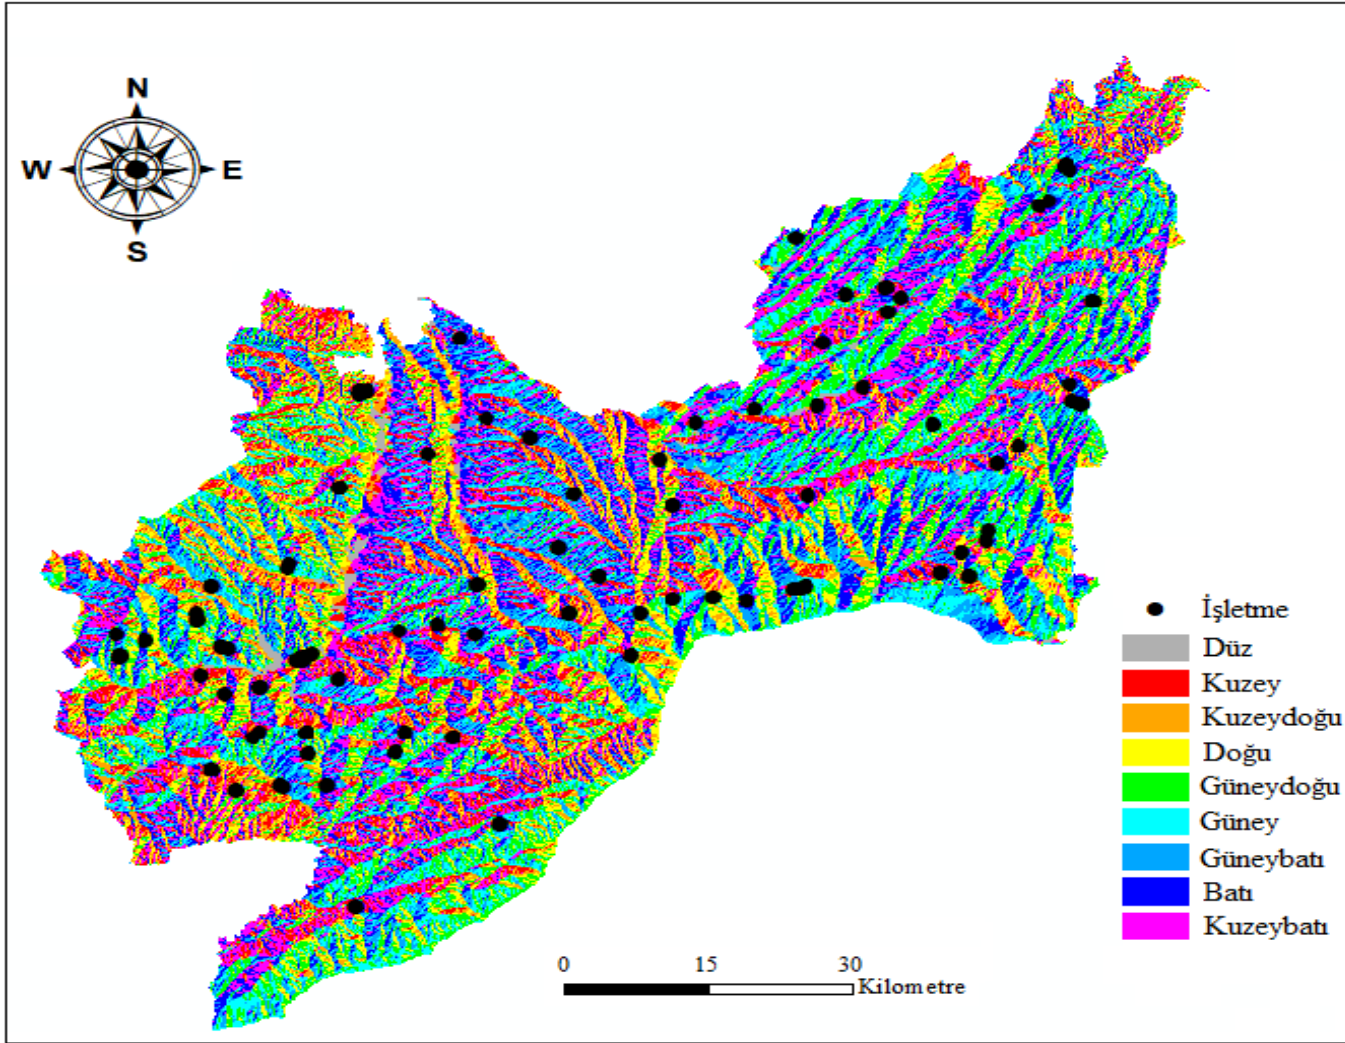 N
W E
S
İşletme
Düz
Kuzey
Kuzeydoğu
Doğu
Güneydoğu
Güney
Güneybatı
Batı
Kuzeybatı
0 15 30
Kilometre